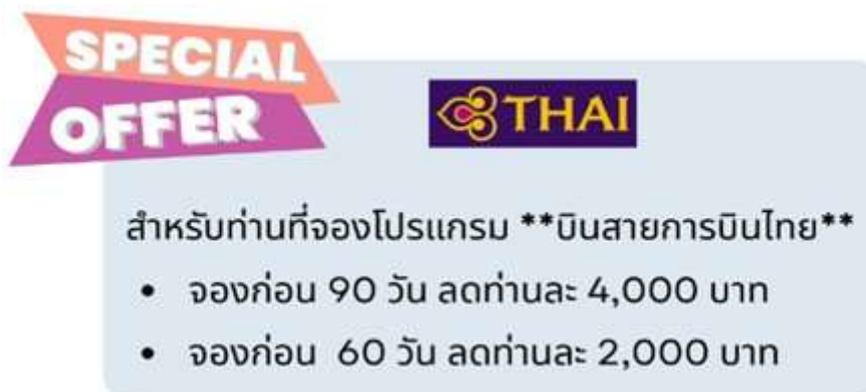 SPECIAL
OFFER
THAI
สำหรับท่านที่จองโปรแกรม **บินสายการบินไทย**
• จองก่อน 90 วัน ลดท่านละ 4,000 บาท
• จองก่อน 60 วัน ลดท่านละ 2,000 บาท